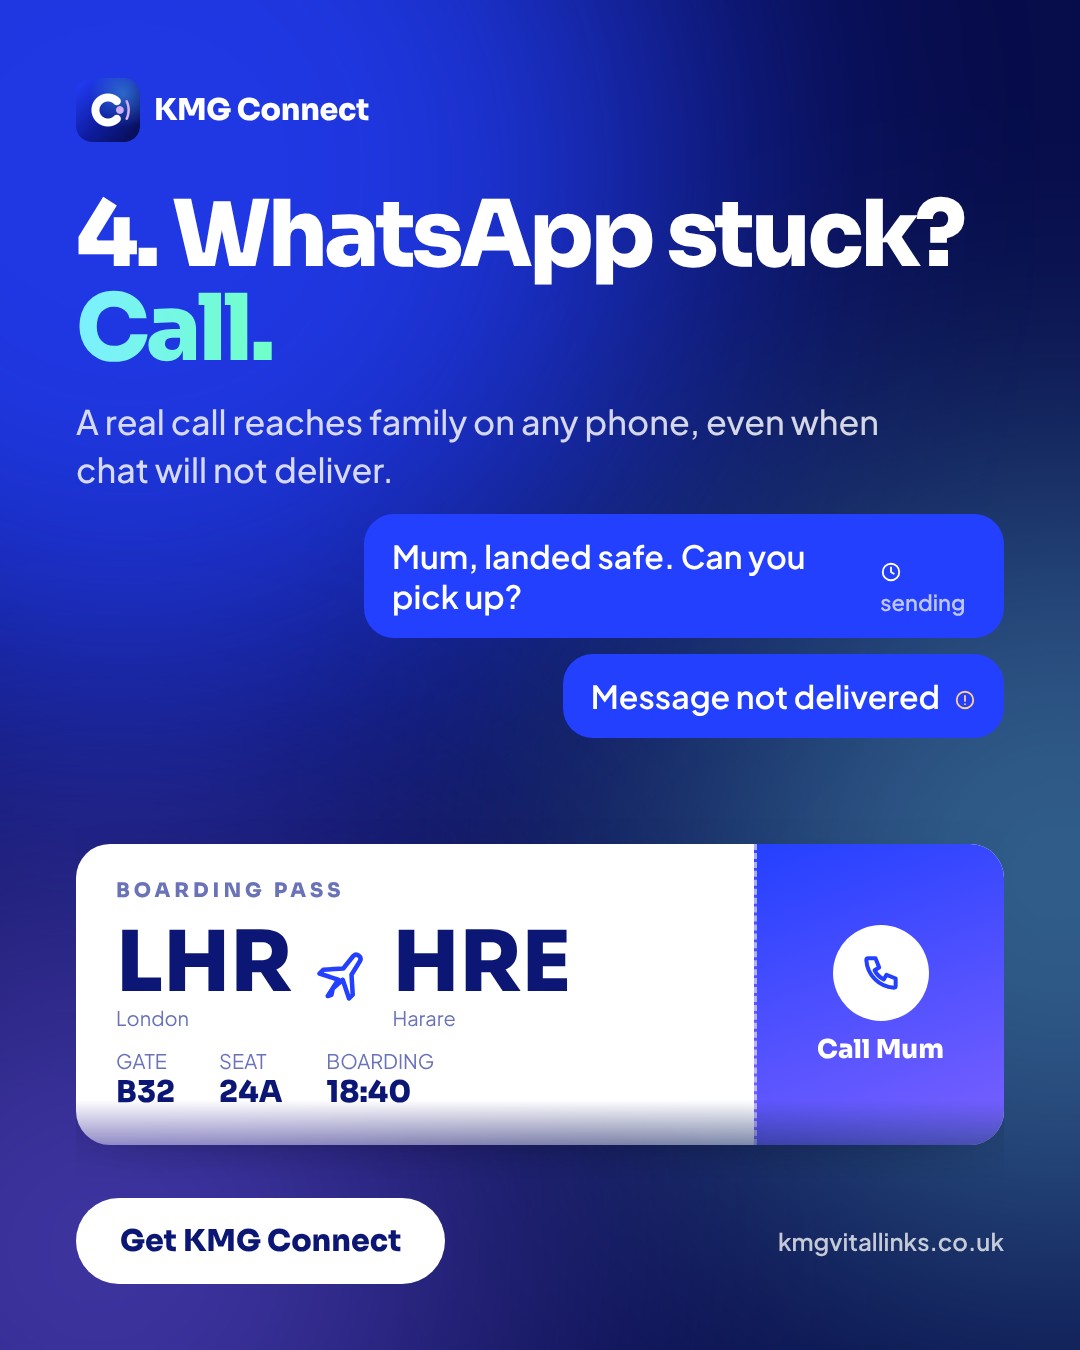 KMG Connect
4. WhatsApp stuck?
Call.
A real call reaches family on any phone, even when
chat will not deliver.
Mum, landed safe. Can you
pick up?
sending
Message not delivered
BOARDING PASS
LHR HRE
London Harare
GATE SEAT BOARDING
B32 24A 18:40
Call Mum
Get KMG Connect
kmgvitallinks.co.uk